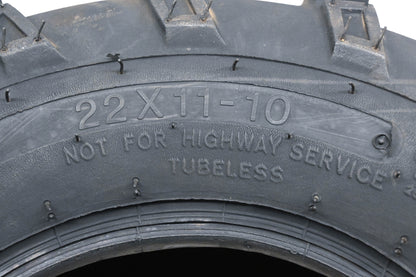 22X11-10
NOT FOR HIGHWAY SERVICE
TUBELESS